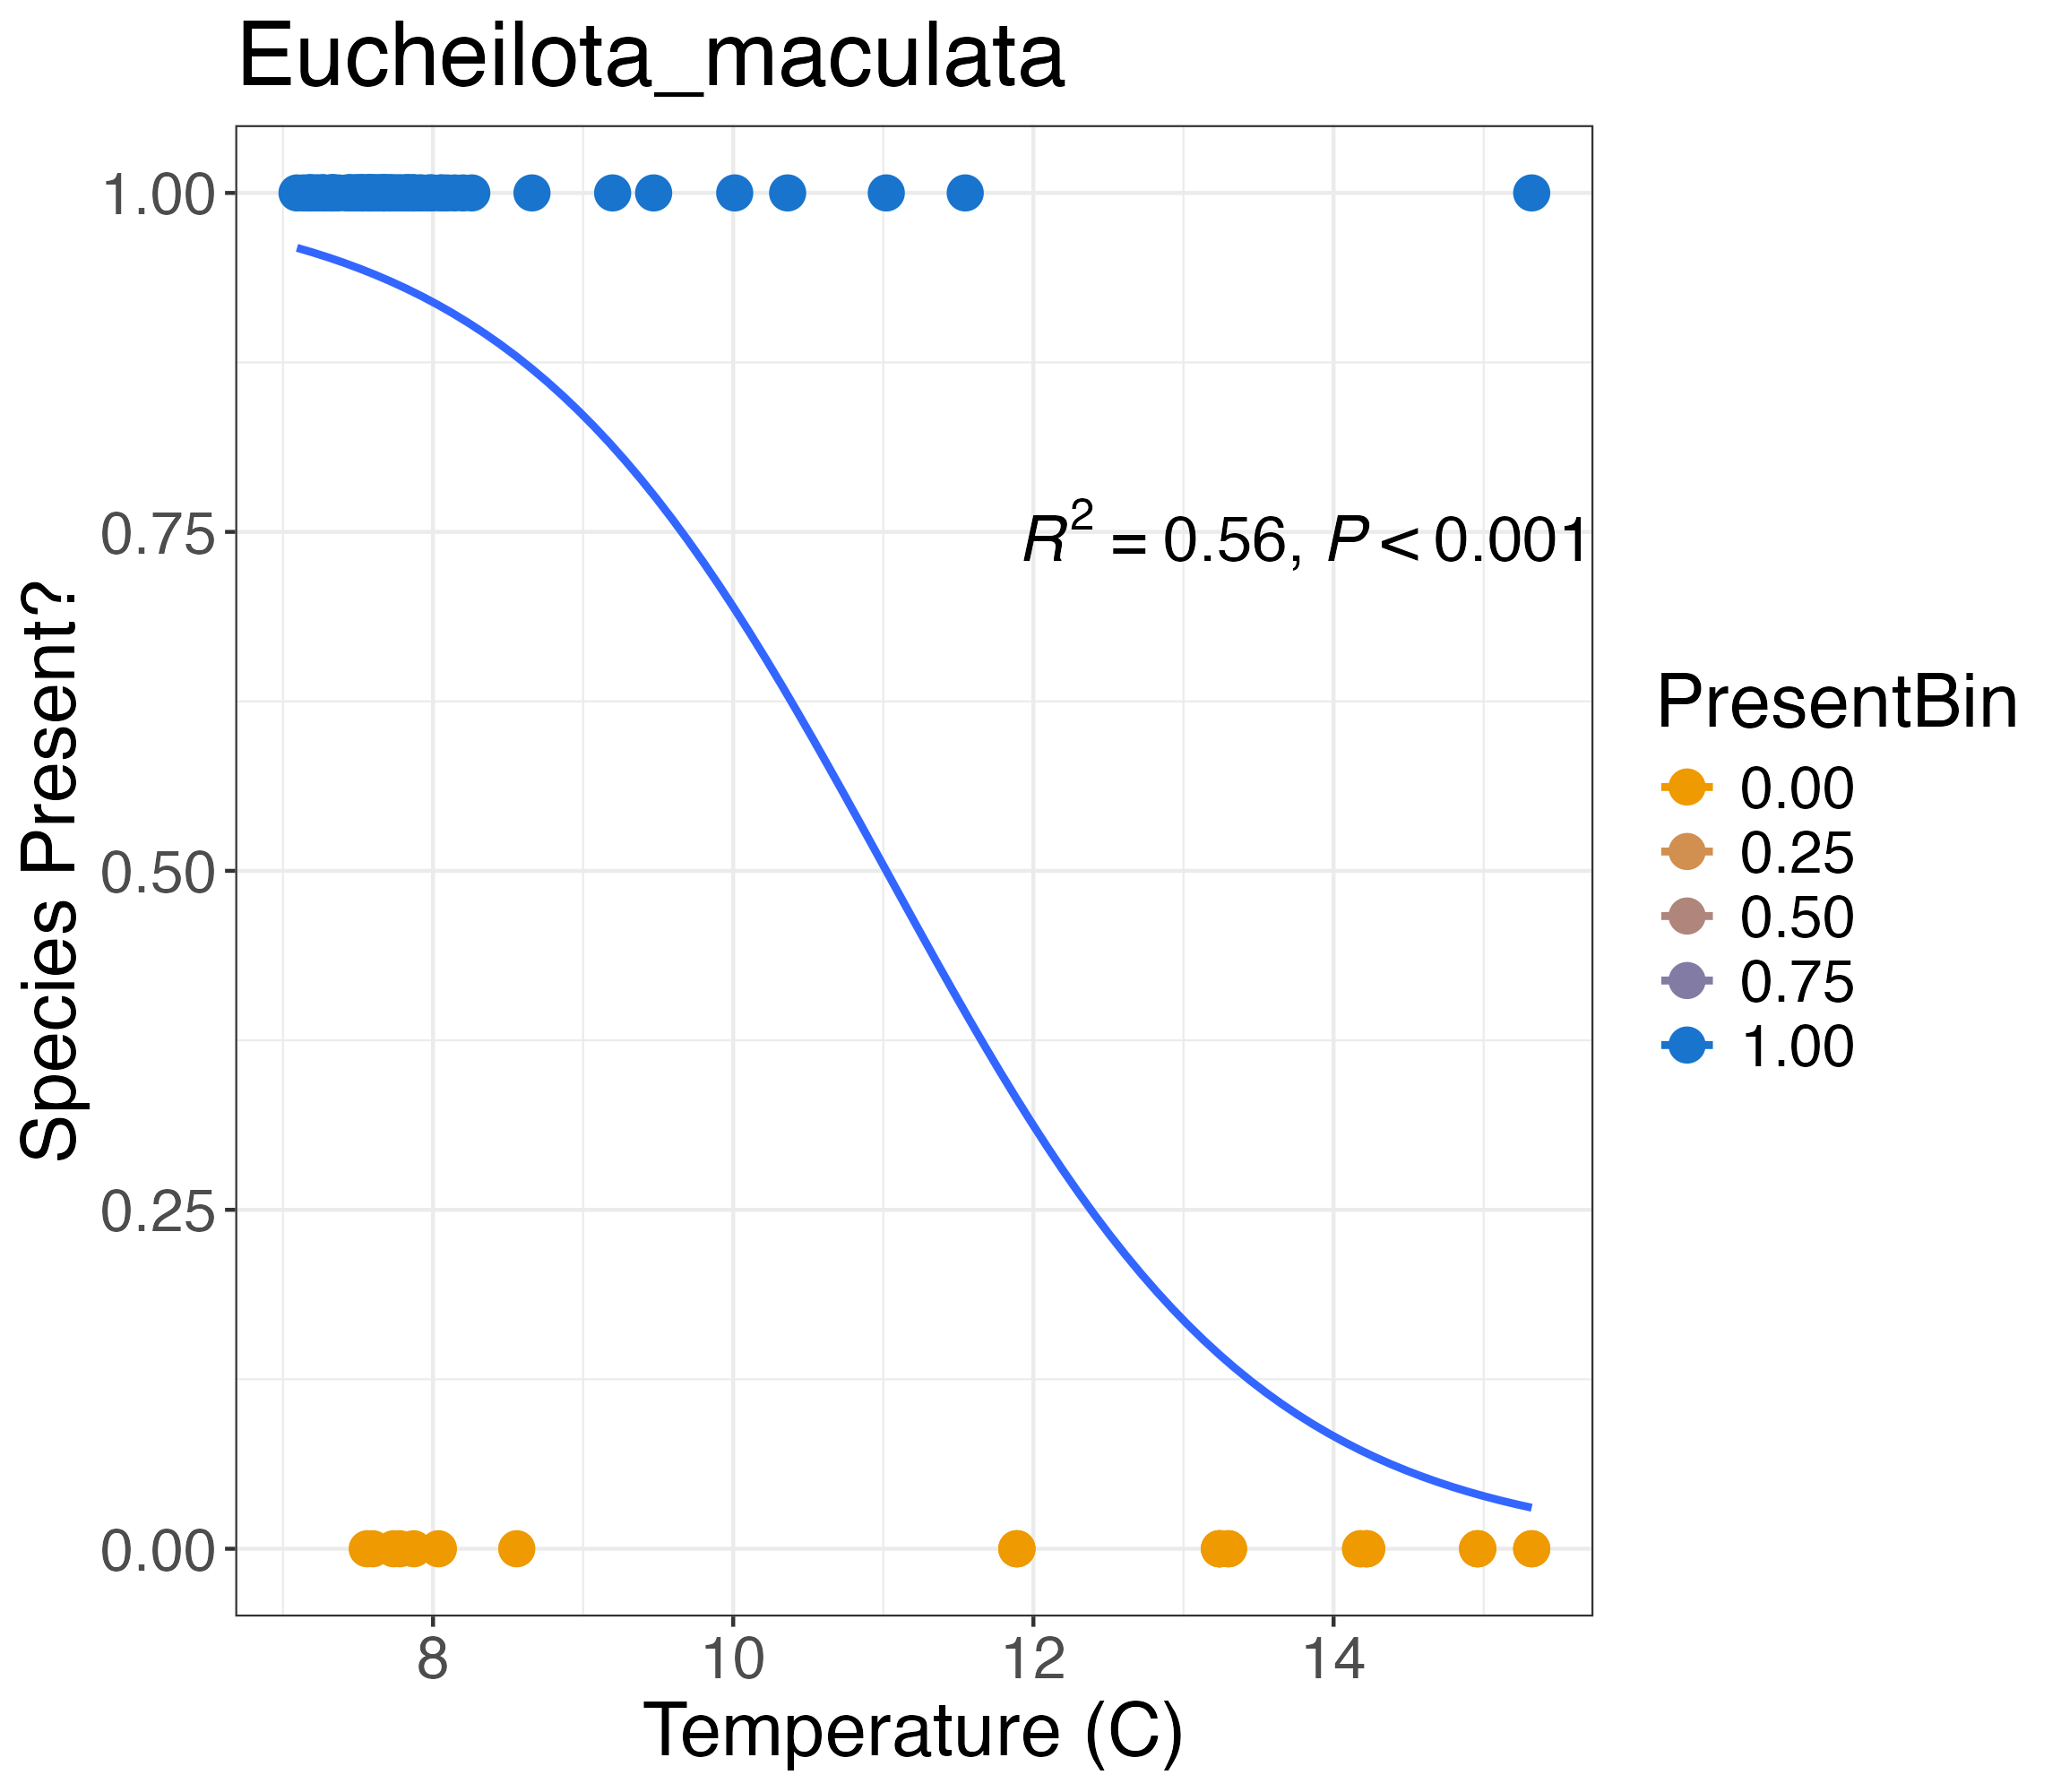 Eucheilota_maculata
1.00
0.75
0.50
0.25
0.00
Species Present?
R² = 0.56, P < 0.001
8 10 12 14
Temperature (C)
PresentBin
0.00
0.25
0.50
0.75
1.00